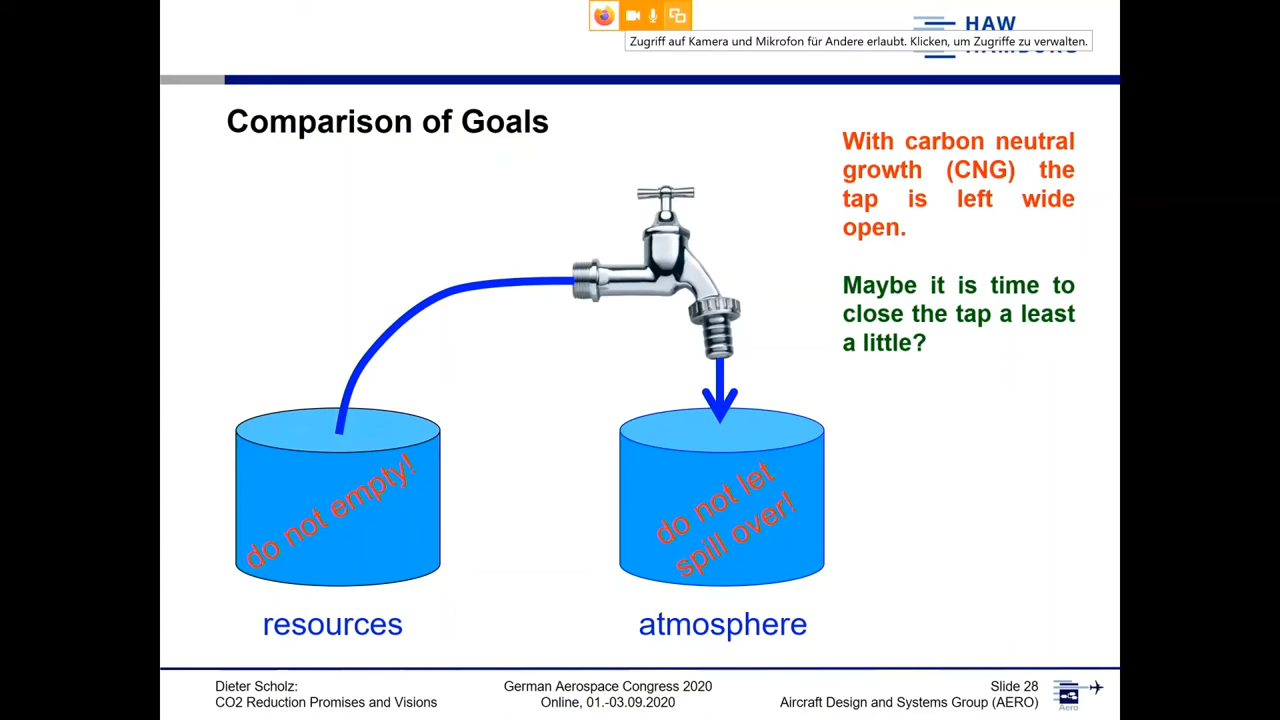 HAW
Zugriff auf Kamera und Mikrofon für Andere erlaubt. Klicken, um Zugriffe zu verwalten.
Comparison of Goals
With carbon neutral
growth (CNG) the
tap is left wide
open.
Maybe it is time to
close the tap a least
a little?
do not empty!
do not let
spill over!
resources
atmosphere
Dieter Scholz:
CO2 Reduction Promises and Visions
German Aerospace Congress 2020
Online, 01.-03.09.2020
Slide 28
Aircraft Design and Systems Group (AERO)
Aero